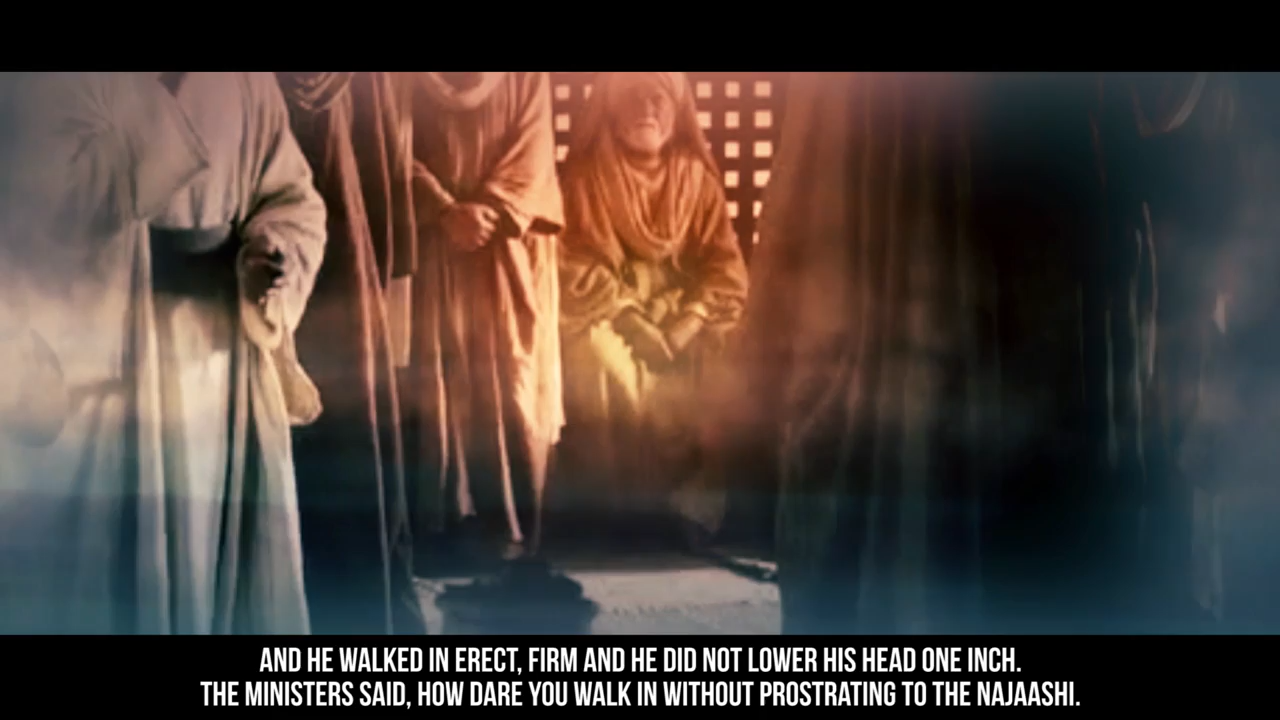 AND HE WALKED IN ERECT, FIRM AND HE DID NOT LOWER HIS HEAD ONE INCH.
THE MINISTERS SAID, HOW DARE YOU WALK IN WITHOUT PROSTRATING TO THE NAJAASHI.